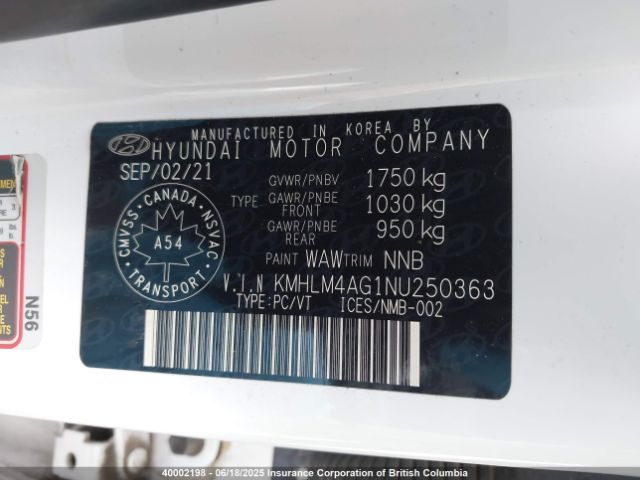 MANUFACTURED IN KOREA BY
HYUNDAI MOTOR COMPANY
SEP/02/21
GVWR/PNBV 1750 kg
TYPE GAWR/PNBE FRONT 1030 kg
GAWR/PNBE REAR 950 kg
PAINT WAW TRIM NNB
CMVSS CANADA NSVAC
A54
TRANSPORT
V.I.N KMHLM4AG1NU250363
TYPE:PC/VT ICES/NMB-002
N56
40002198 - 06/18/2025 Insurance Corporation of British Columbia